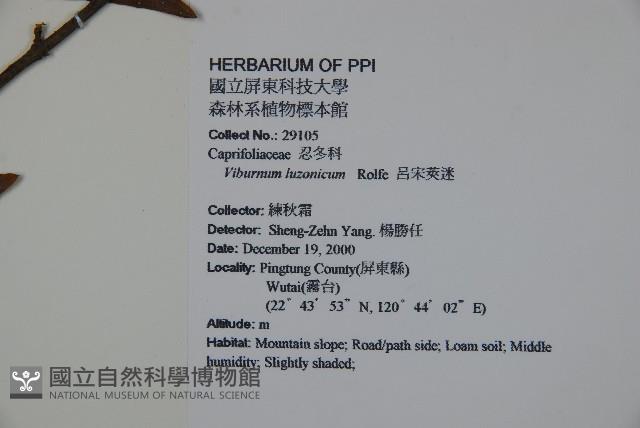 HERBARIUM OF PPI
國立屏東科技大學
森林系植物標本館
Collect No.: 29105
Caprifoliaceae 忍冬科
Viburnum luzonicum Rolfe 呂宋莢迷
Collector: 練秋霜
Detector: Sheng-Zehn Yang. 楊勝任
Date: December 19, 2000
Locality: Pingtung County(屏東縣)
Wutai(霧台)
(22° 43' 53" N, 120° 44' 02" E)
Altitude: m
Habitat: Mountain slope; Road/path side; Loam soil; Middle
humidity; Slightly shaded;
國立自然科學博物館
NATIONAL MUSEUM OF NATURAL SCIENCE